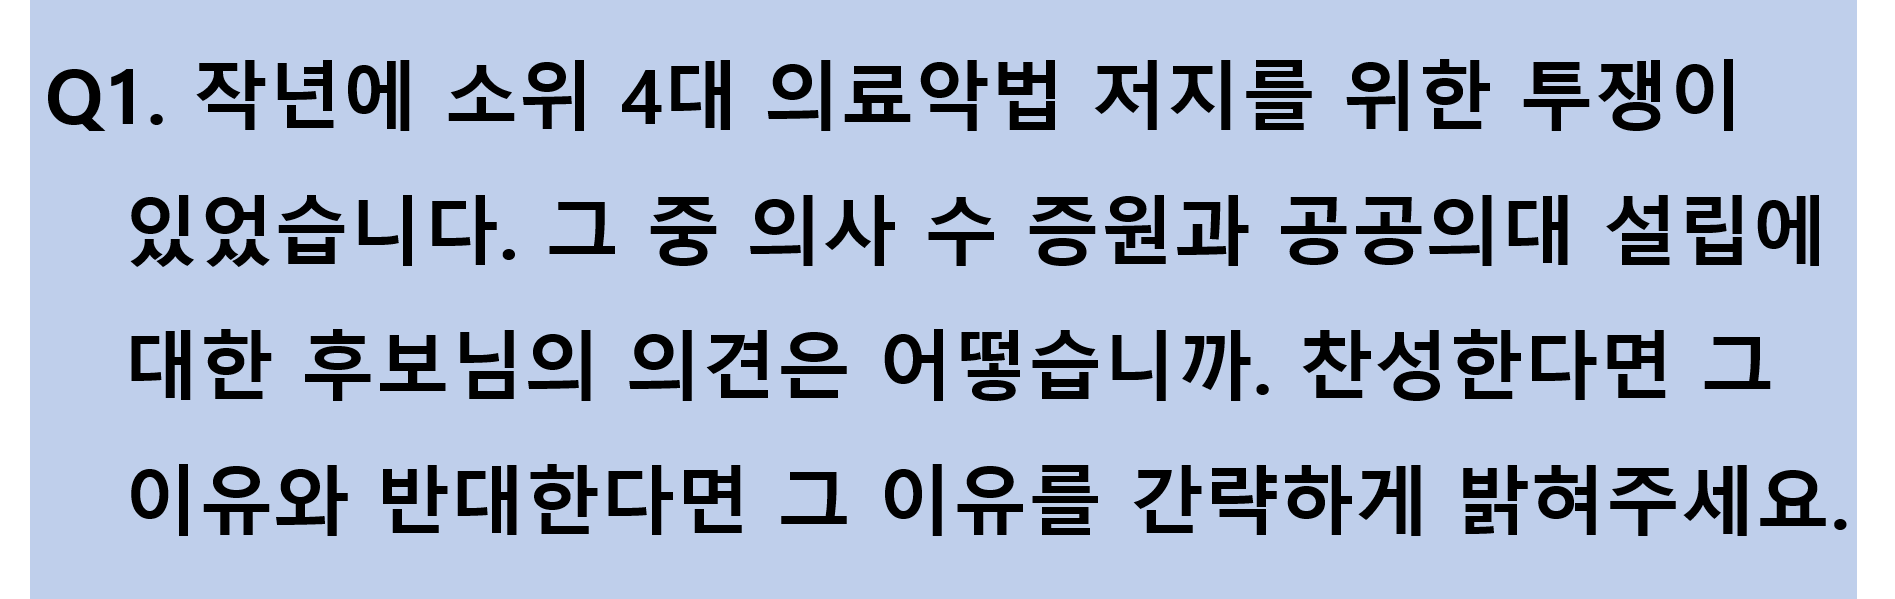 Q1. 작년에 소위 4대 의료악법 저지를 위한 투쟁이
있었습니다. 그 중 의사 수 증원과 공공의대 설립에
대한 후보님의 의견은 어떻습니까. 찬성한다면 그
이유와 반대한다면 그 이유를 간략하게 밝혀주세요.